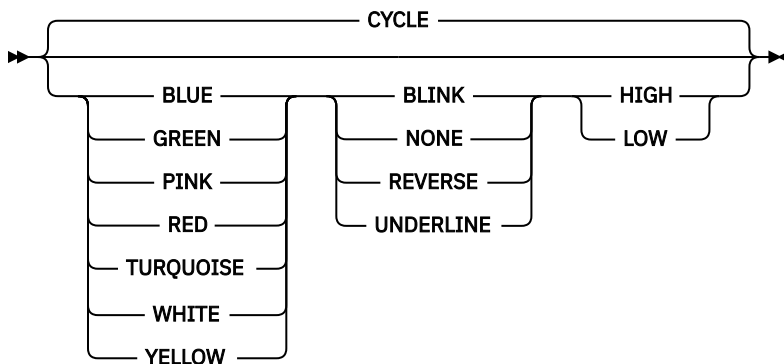 CYCLE
BLUE BLINK HIGH
GREEN NONE LOW
PINK REVERSE
RED UNDERLINE
TURQUOISE
WHITE
YELLOW